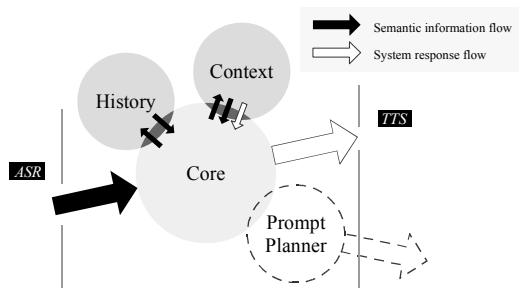 Semantic information flow
System response flow
Context
History
TTS
ASR
Core
Prompt
Planner